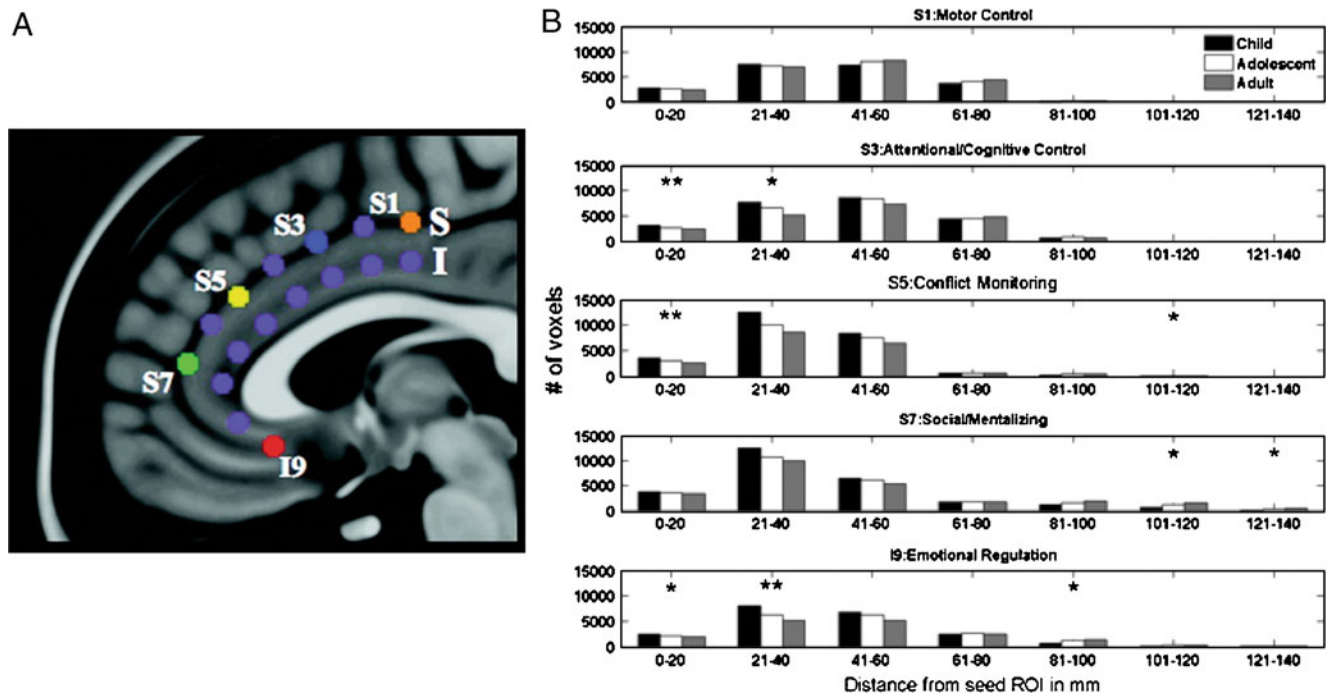 A
S3
S1
S
I
S5
S7
I9
B
# of voxels
S1:Motor Control
15000
10000
5000
0
Child
Adolescent
Adult
0-20 21-40 41-60 61-80 81-100 101-120 121-140
S3:Attentional/Cognitive Control
15000
** *
10000
5000
0
0-20 21-40 41-60 61-80 81-100 101-120 121-140
S5:Conflict Monitoring
15000
** *
10000
5000
0
0-20 21-40 41-60 61-80 81-100 101-120 121-140
S7:Social/Mentalizing
15000
* *
10000
5000
0
0-20 21-40 41-60 61-80 81-100 101-120 121-140
I9:Emotional Regulation
15000
* ** *
10000
5000
0
0-20 21-40 41-60 61-80 81-100 101-120 121-140
Distance from seed ROI in mm